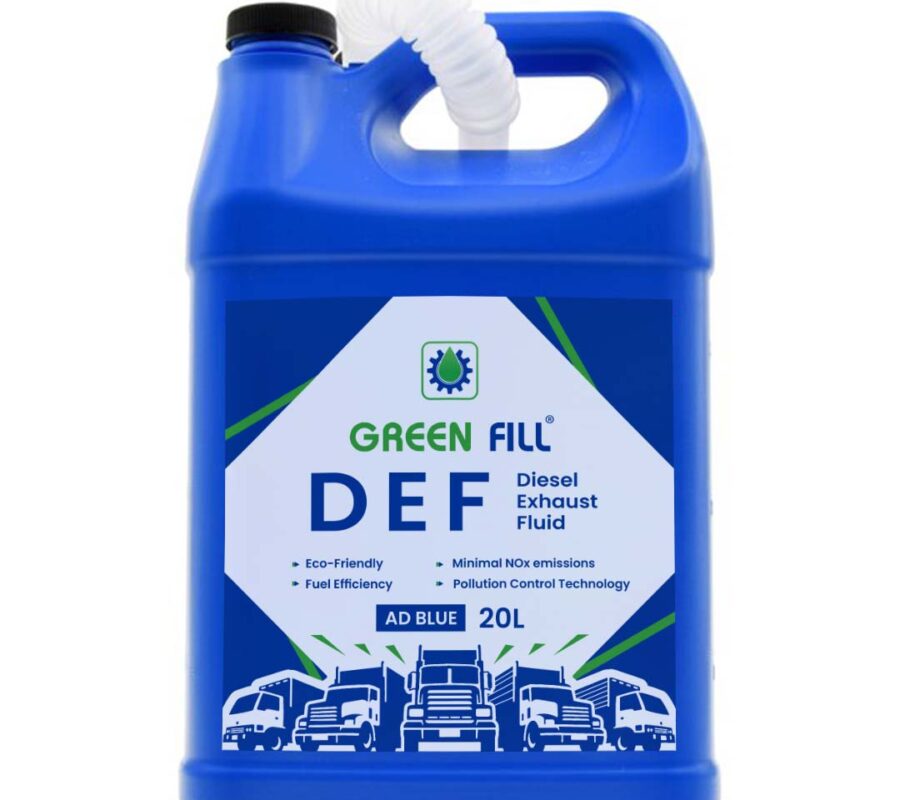 GREEN FILL®
DEF
Diesel
Exhaust
Fluid
Eco-Friendly
Fuel Efficiency
Minimal NOx emissions
Pollution Control Technology
AD BLUE 20L